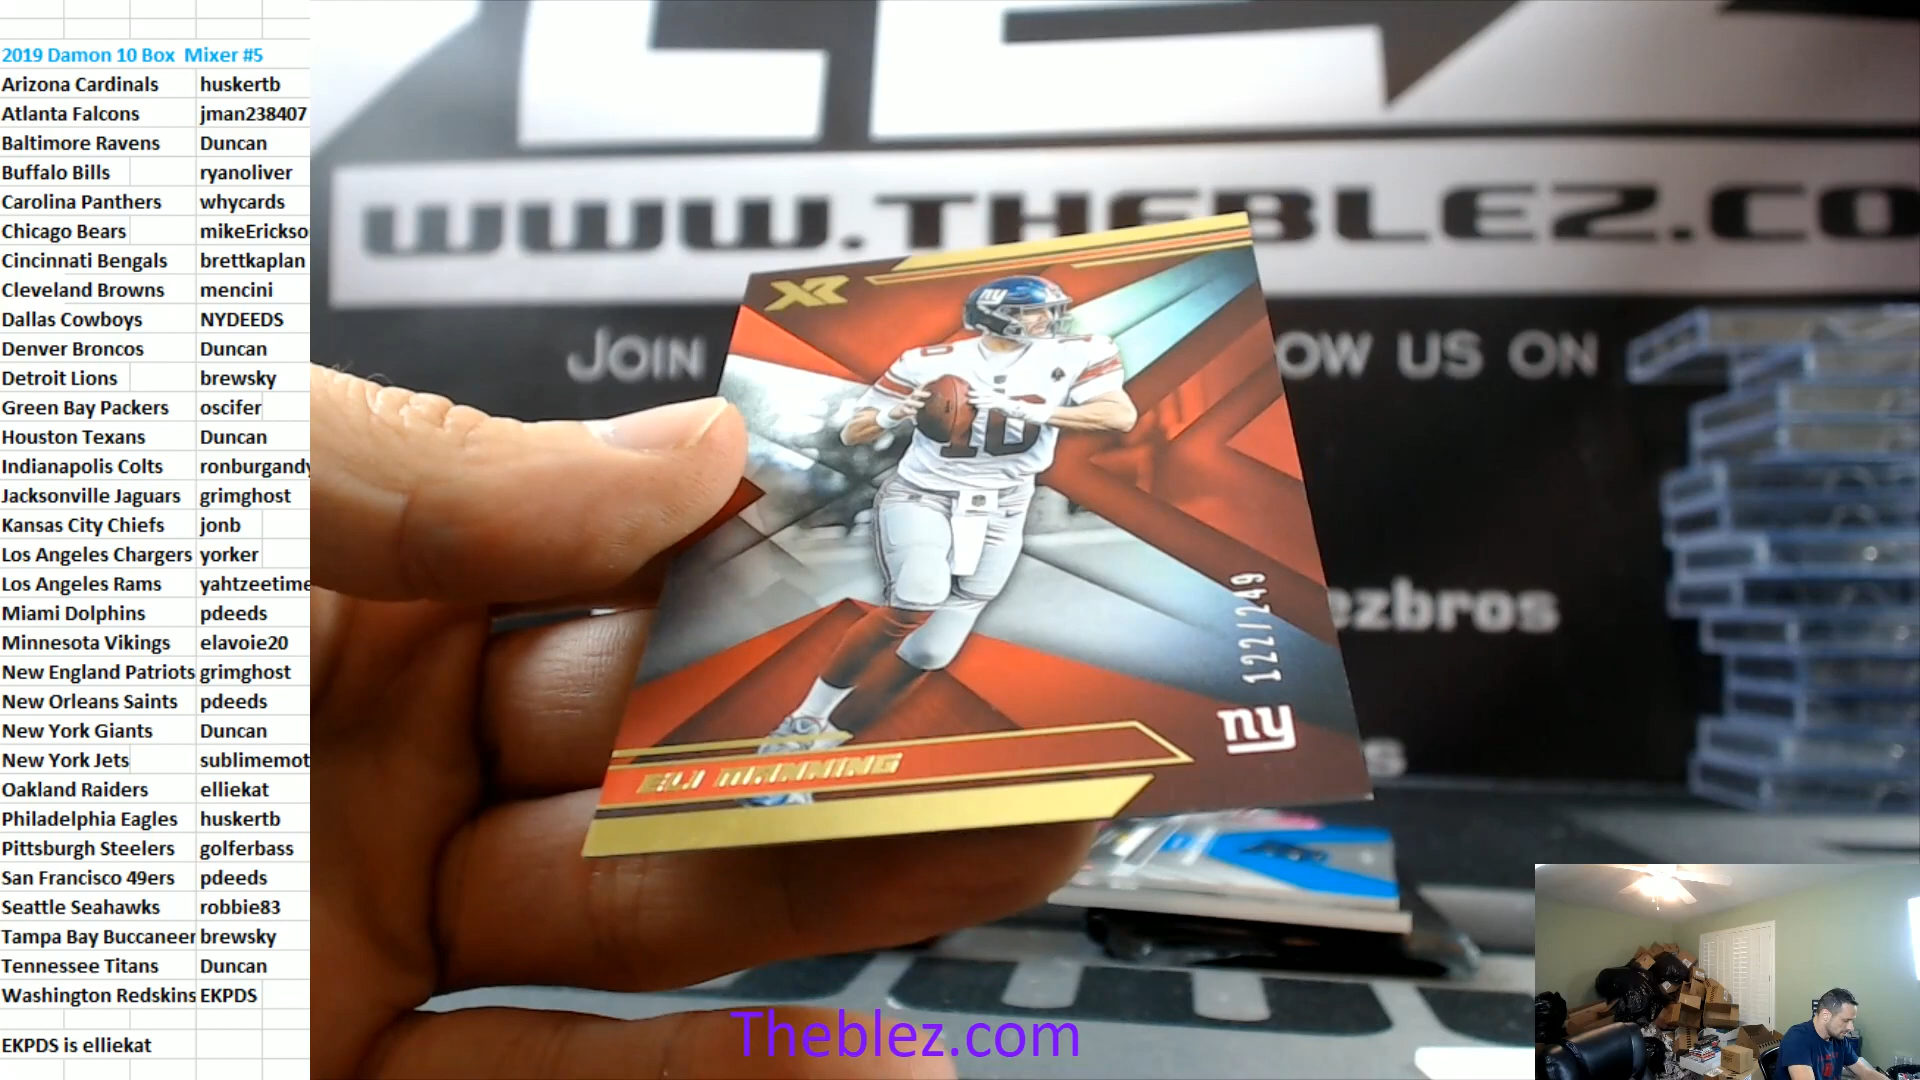 2019 Damon 10 Box Mixer #5
Arizona Cardinals huskertb
Atlanta Falcons jman238407
Baltimore Ravens Duncan
Buffalo Bills ryanoliver
Carolina Panthers whycards
Chicago Bears mikeErickso
Cincinnati Bengals brettkaplan
Cleveland Browns mencini
Dallas Cowboys NYDEEDS
Denver Broncos Duncan
Detroit Lions brewsky
Green Bay Packers oscifer
Houston Texans Duncan
Indianapolis Colts ronburgandy
Jacksonville Jaguars grimghost
Kansas City Chiefs jonb
Los Angeles Chargers yorker
Los Angeles Rams yahtzeetime
Miami Dolphins pdeeds
Minnesota Vikings elavoie20
New England Patriots grimghost
New Orleans Saints pdeeds
New York Giants Duncan
New York Jets sublimemot
Oakland Raiders elliekat
Philadelphia Eagles huskertb
Pittsburgh Steelers golferbass
San Francisco 49ers pdeeds
Seattle Seahawks robbie83
Tampa Bay Buccaneer brewsky
Tennessee Titans Duncan
Washington Redskins EKPDS
EKPDS is elliekat
WWW.THEBLEZ.CO
JOIN
OW US ON
ezbros
s
XR
ny
10
122/249
ny
ELI MANNING
Theblez.com